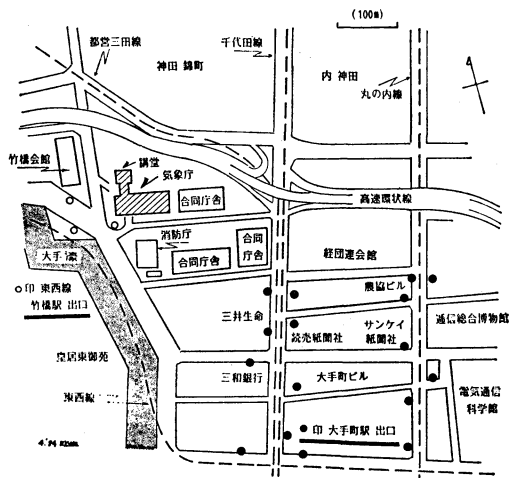 (100m)
都営三田線
千代田線
神田 錦町
内 神田
丸の内線
竹橋会館
講堂
気象庁
合同庁舎
高速環状線
消防庁
合同
庁舎
合同庁舎
経団連会館
大手濠
○印 東西線
竹橋駅 出口
農協ビル
三井生命
読売新聞社
サンケイ
新聞社
逓信総合博物館
皇居東御苑
三和銀行
大手町ビル
電気通信
科学館
東西線
●印 大手町駅 出口